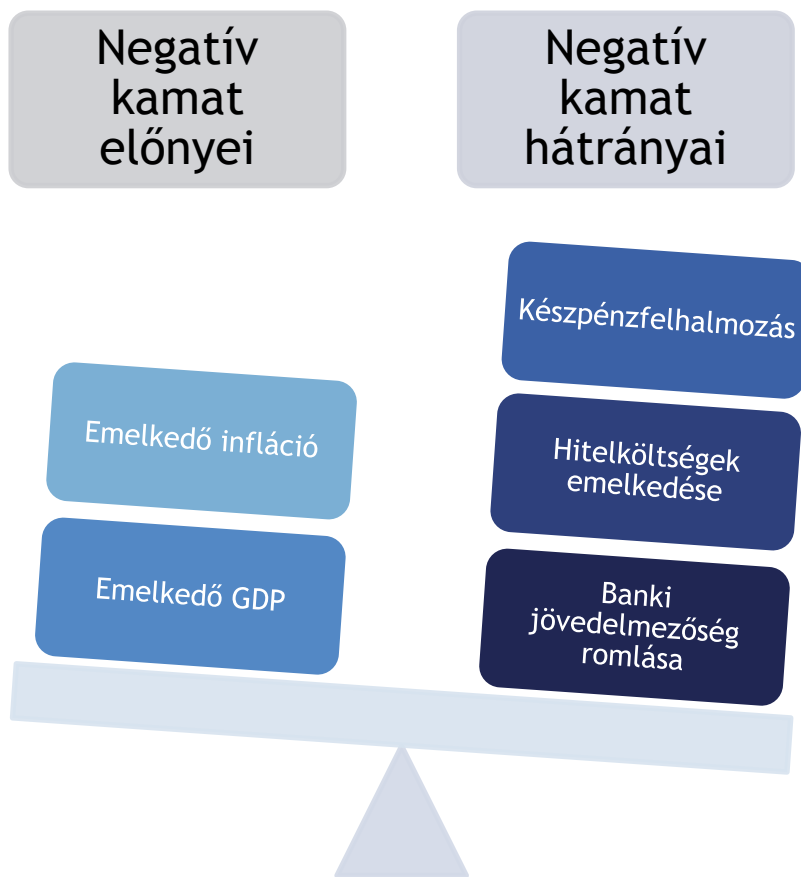 Negatív
kamat
előnyei
Negatív
kamat
hátrányai
Emelkedő infláció
Emelkedő GDP
Készpénzfelhalmozás
Hitelköltségek
emelkedése
Banki
jövedelmezőség
romlása